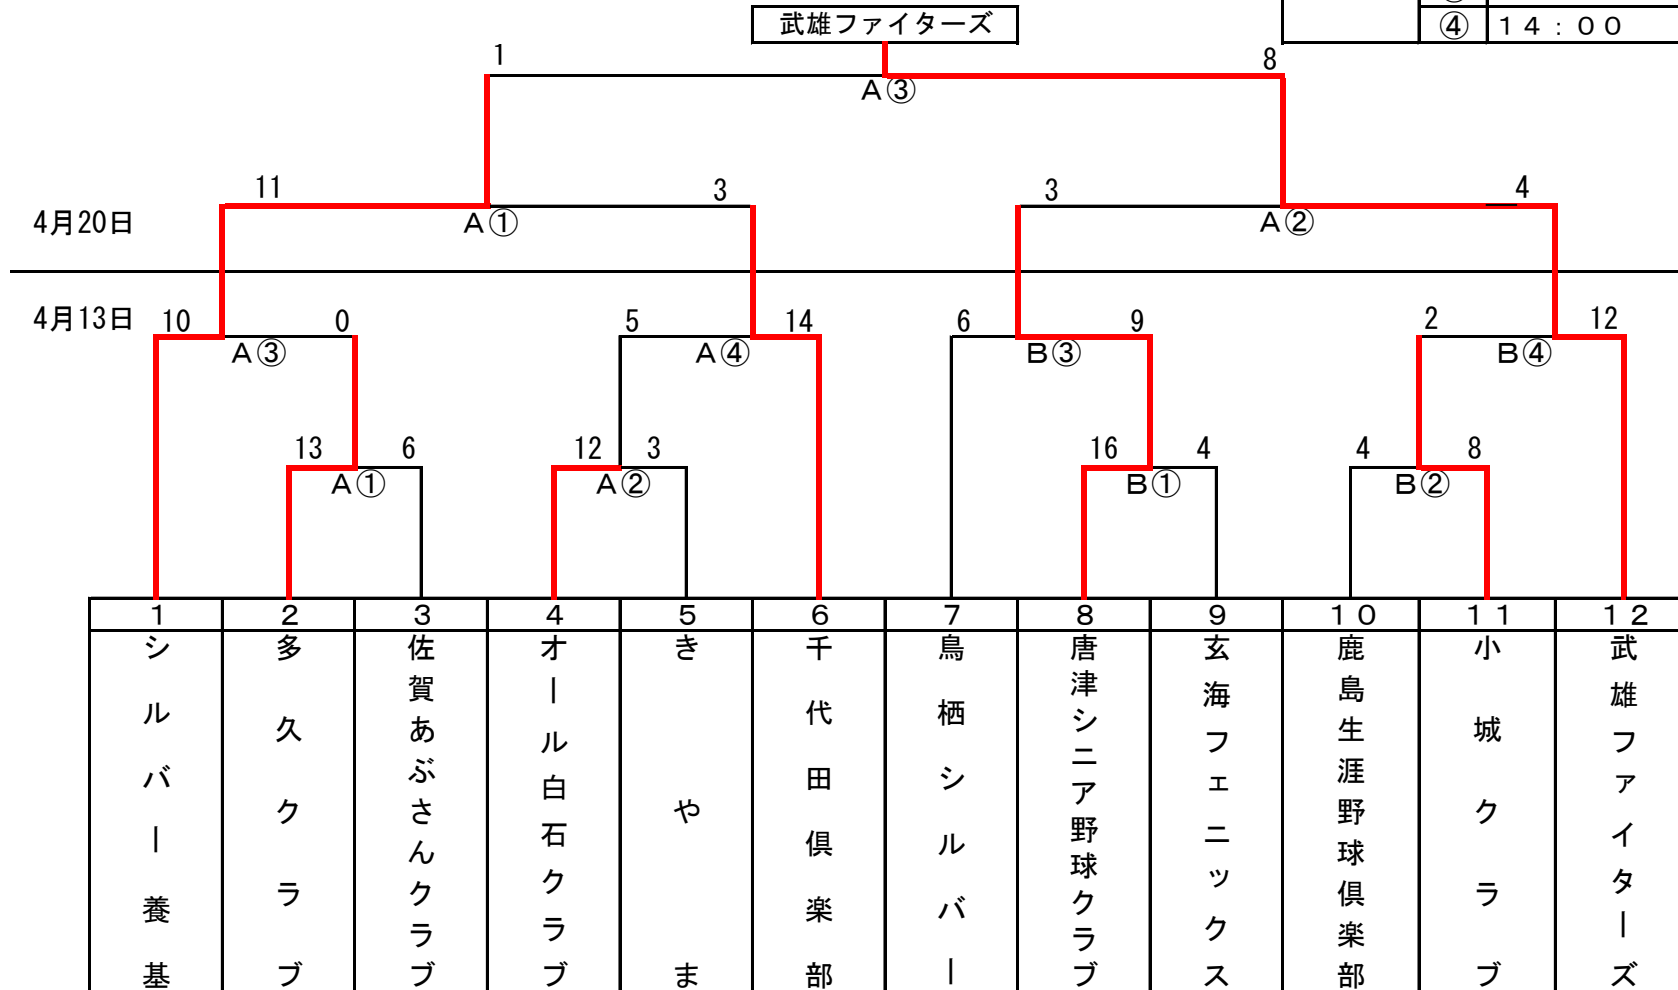 武雄ファイターズ
④ 14:00
1 8
A③
11 3 3 4
4月20日
A① A②
4月13日
10 0 5 14 6 9 2 12
A③ A④ B③ B④
13 6 12 3 16 4 4 8
A① A② B① B②
1 2 3 4 5 6 7 8 9 10 11 12
シルバー養基
多久クラブ
佐賀あぶさんクラブ
オール白石クラブ
きやま
千代田倶楽部
鳥栖シルバー
唐津シニア野球クラブ
玄海フェニックス
鹿島生涯野球倶楽部
小城クラブ
武雄ファイターズ